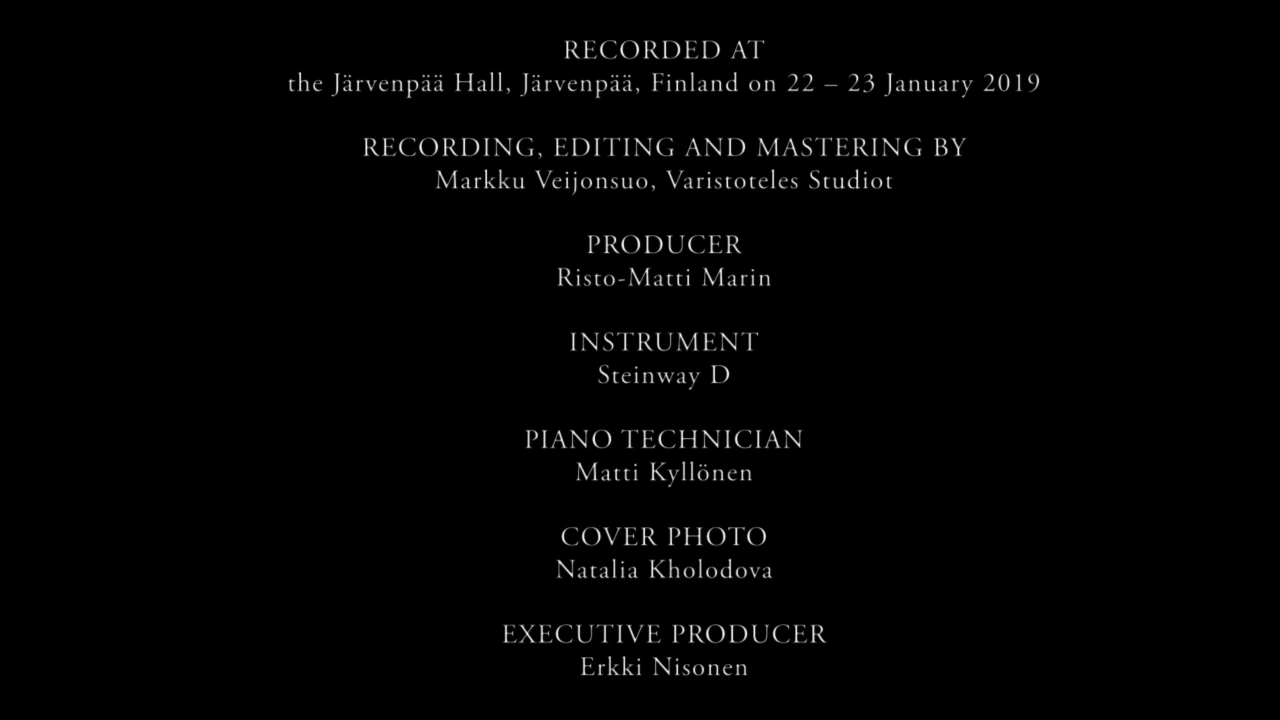 RECORDED AT
the Järvenpää Hall, Järvenpää, Finland on 22 – 23 January 2019
RECORDING, EDITING AND MASTERING BY
Markku Veijonsuo, Varistoteles Studiot
PRODUCER
Risto-Matti Marin
INSTRUMENT
Steinway D
PIANO TECHNICIAN
Matti Kyllönen
COVER PHOTO
Natalia Kholodova
EXECUTIVE PRODUCER
Erkki Nisonen